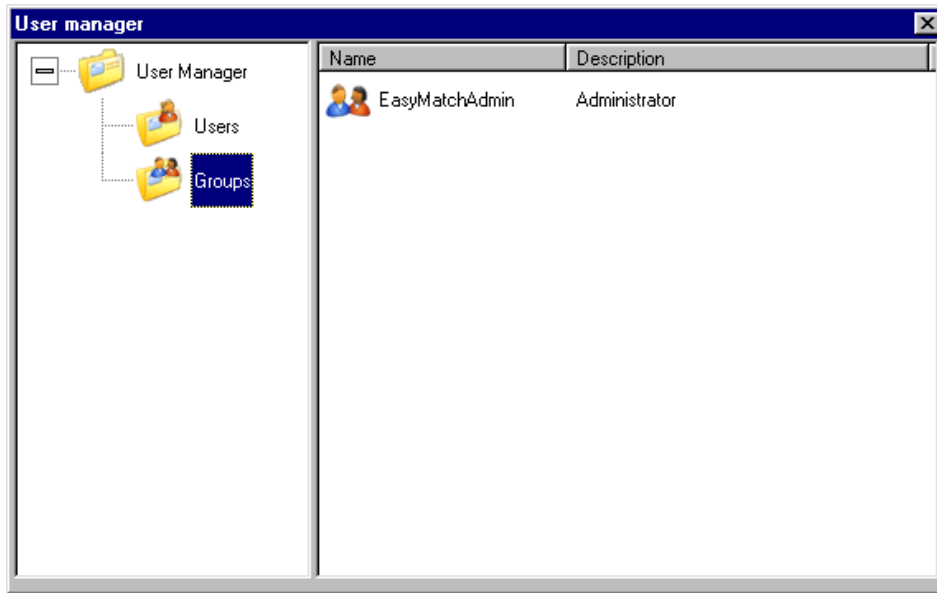 User manager
User Manager
Users
Groups
Name Description
EasyMatchAdmin Administrator